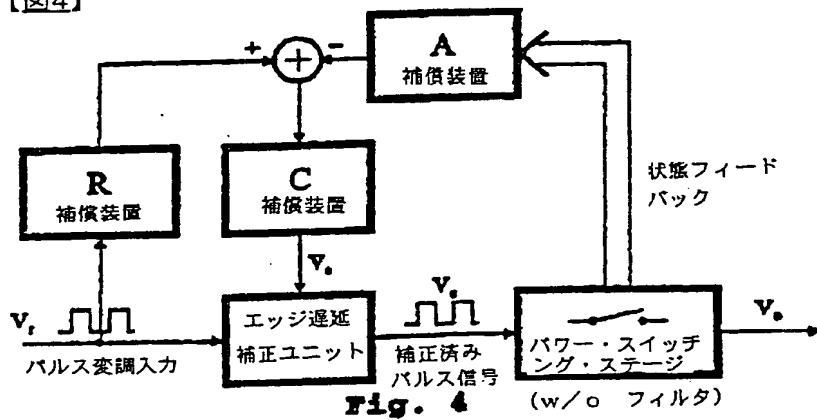 【図4】
+
−
A
補償装置
R
補償装置
C
補償装置
状態フィード
バック
Ve
Vr
パルス変調入力
エッジ遅延
補正ユニット
Vc
補正済み
パルス信号
パワー・スイッチ
ング・ステージ
(w/o フィルタ)
Vo
Fig. 4